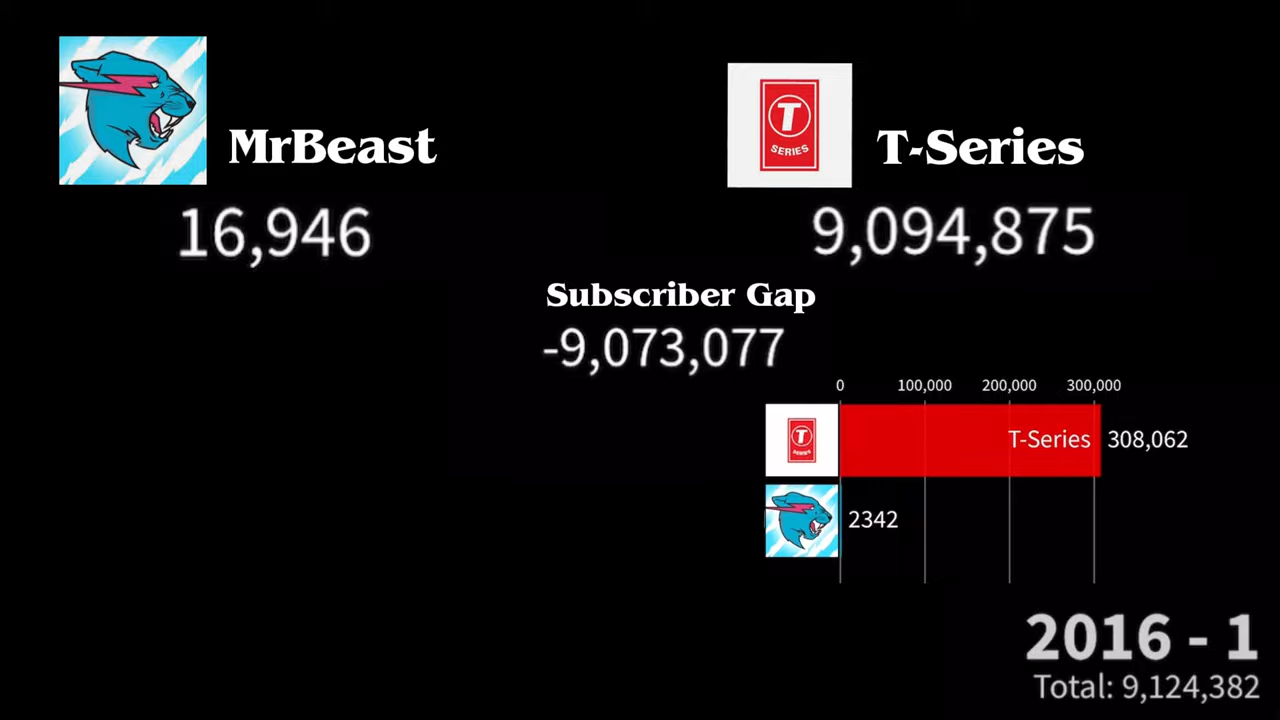 MrBeast
T
SERIES
T-Series
16,946
9,094,875
Subscriber Gap
-9,073,077
0 100,000 200,000 300,000
T
SERIES
T-Series 308,062
2342
2016 - 1
Total: 9,124,382